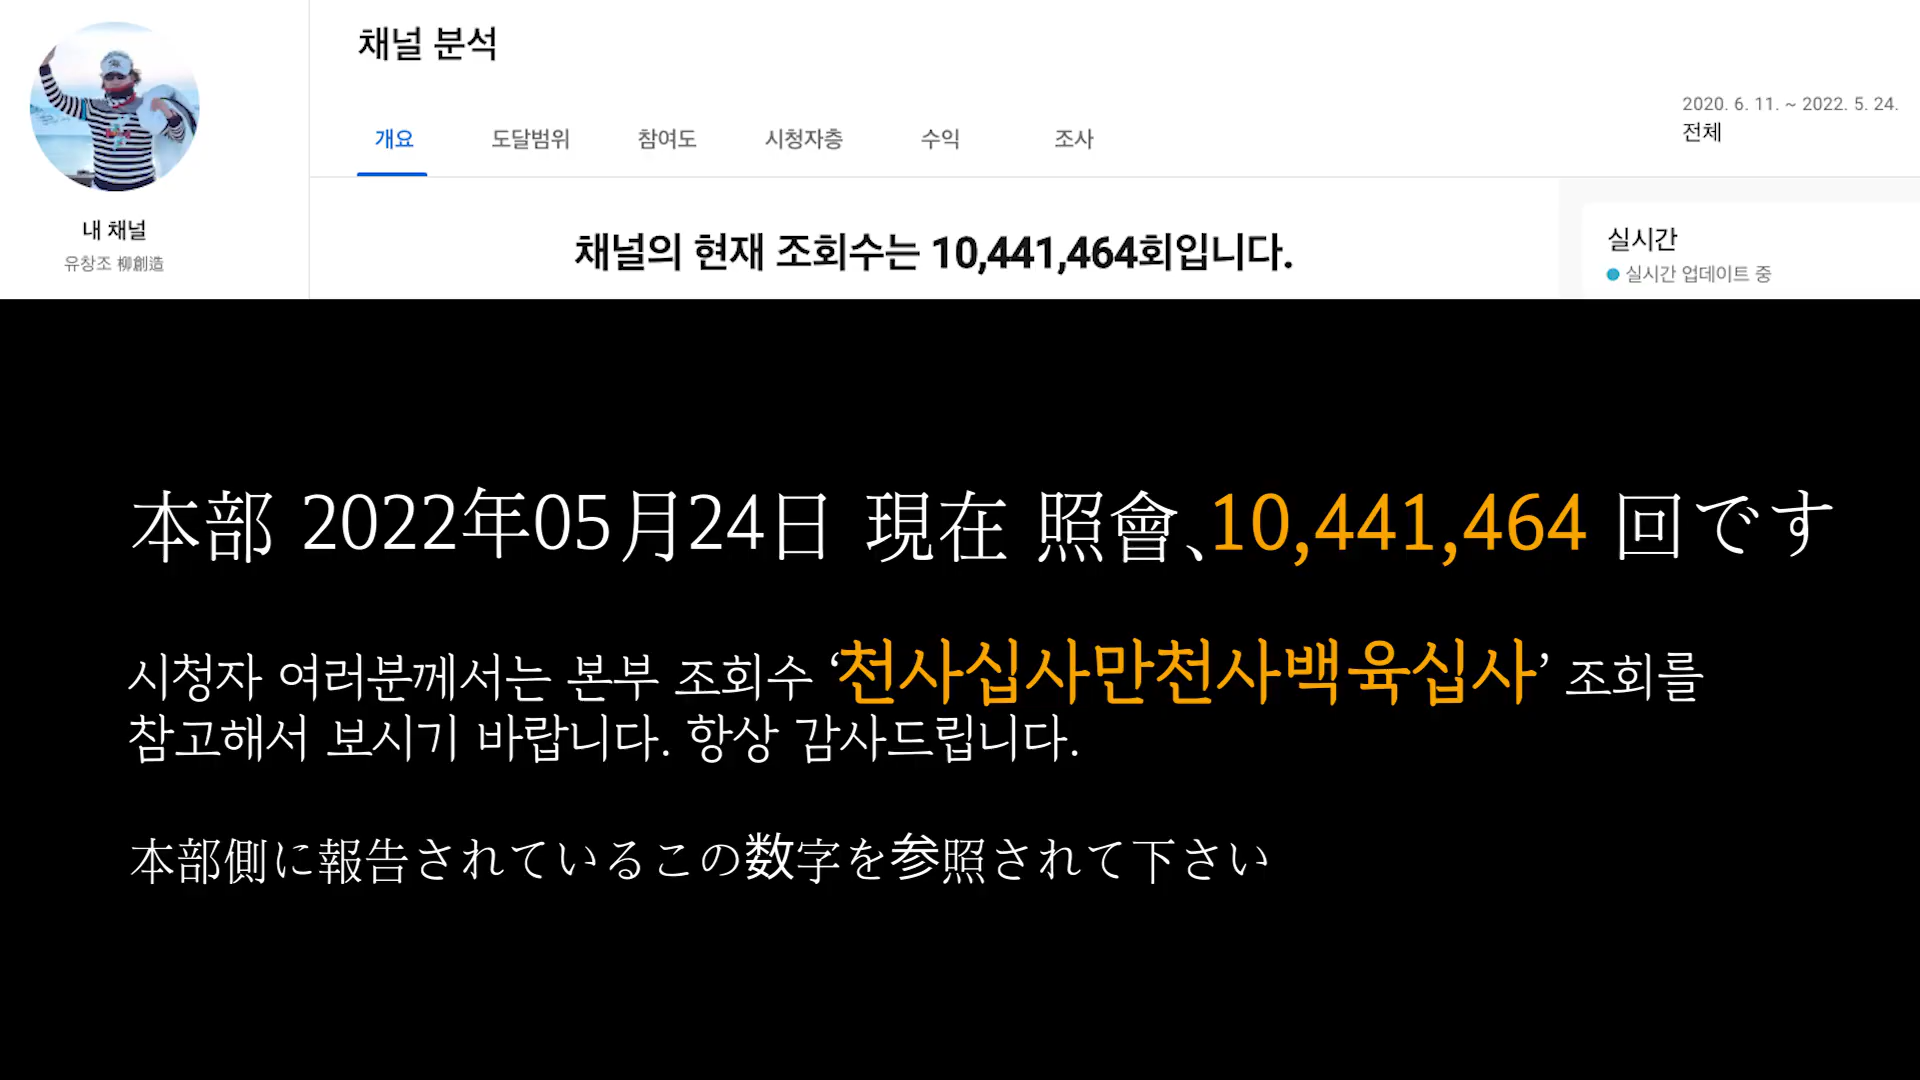 채널 분석
2020. 6. 11. ~ 2022. 5. 24.
전체
개요 도달범위 참여도 시청자층 수익 조사
내 채널
유창조 柳創造
채널의 현재 조회수는 10,441,464회입니다.
실시간
실시간 업데이트 중
本部 2022年05月24日 現在 照會、10,441,464 回です
시청자 여러분께서는 본부 조회수 ‘천사십사만천사백육십사’ 조회를
참고해서 보시기 바랍니다. 항상 감사드립니다.
本部側に報告されているこの数字を参照されて下さい